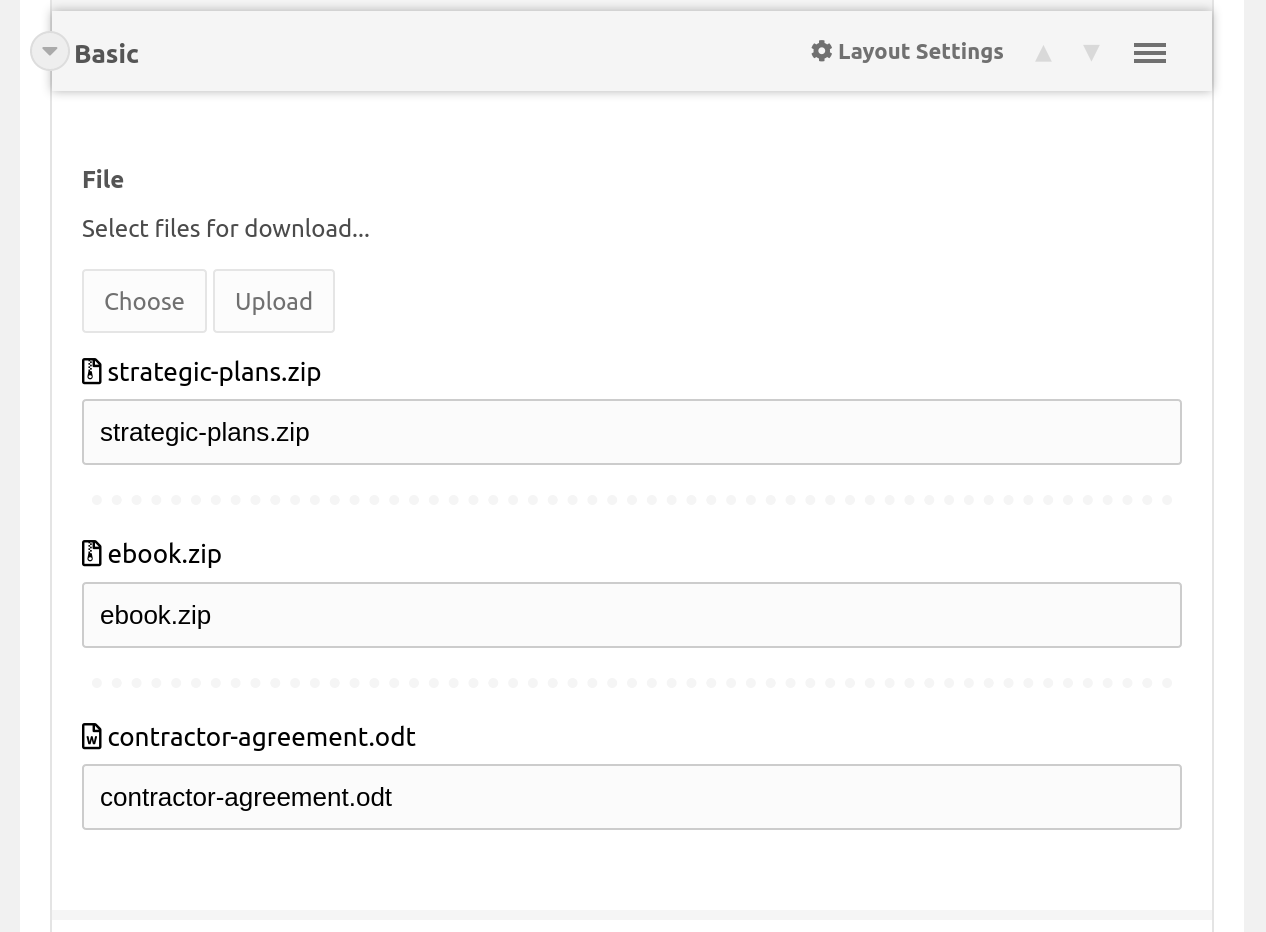 Basic
Layout Settings
File
Select files for download...
Choose
Upload
strategic-plans.zip
strategic-plans.zip
ebook.zip
ebook.zip
contractor-agreement.odt
contractor-agreement.odt